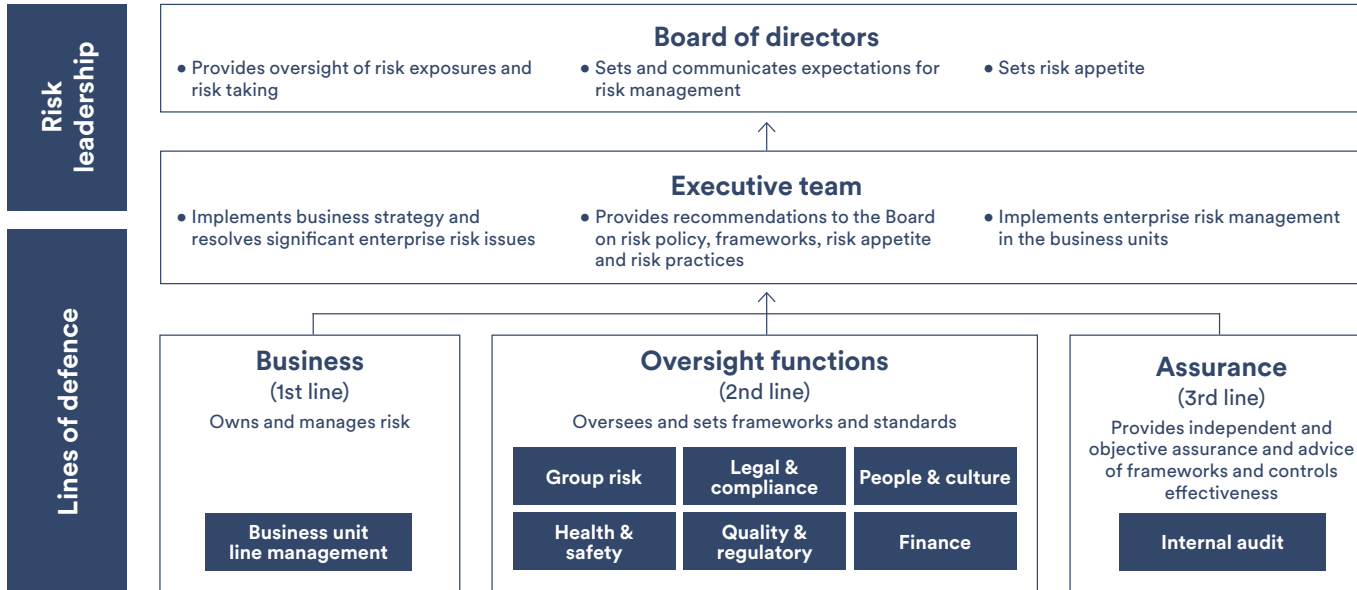 Risk
leadership
Board of directors
• Provides oversight of risk exposures and
risk taking
• Sets and communicates expectations for
risk management
• Sets risk appetite
Executive team
• Implements business strategy and
resolves significant enterprise risk issues
• Provides recommendations to the Board
on risk policy, frameworks, risk appetite
and risk practices
• Implements enterprise risk management
in the business units
Lines of defence
Business
(1st line)
Owns and manages risk
Business unit
line management
Oversight functions
(2nd line)
Oversees and sets frameworks and standards
Group risk
Legal &
compliance
People & culture
Health &
safety
Quality &
regulatory
Finance
Assurance
(3rd line)
Provides independent and
objective assurance and advice
of frameworks and controls
effectiveness
Internal audit